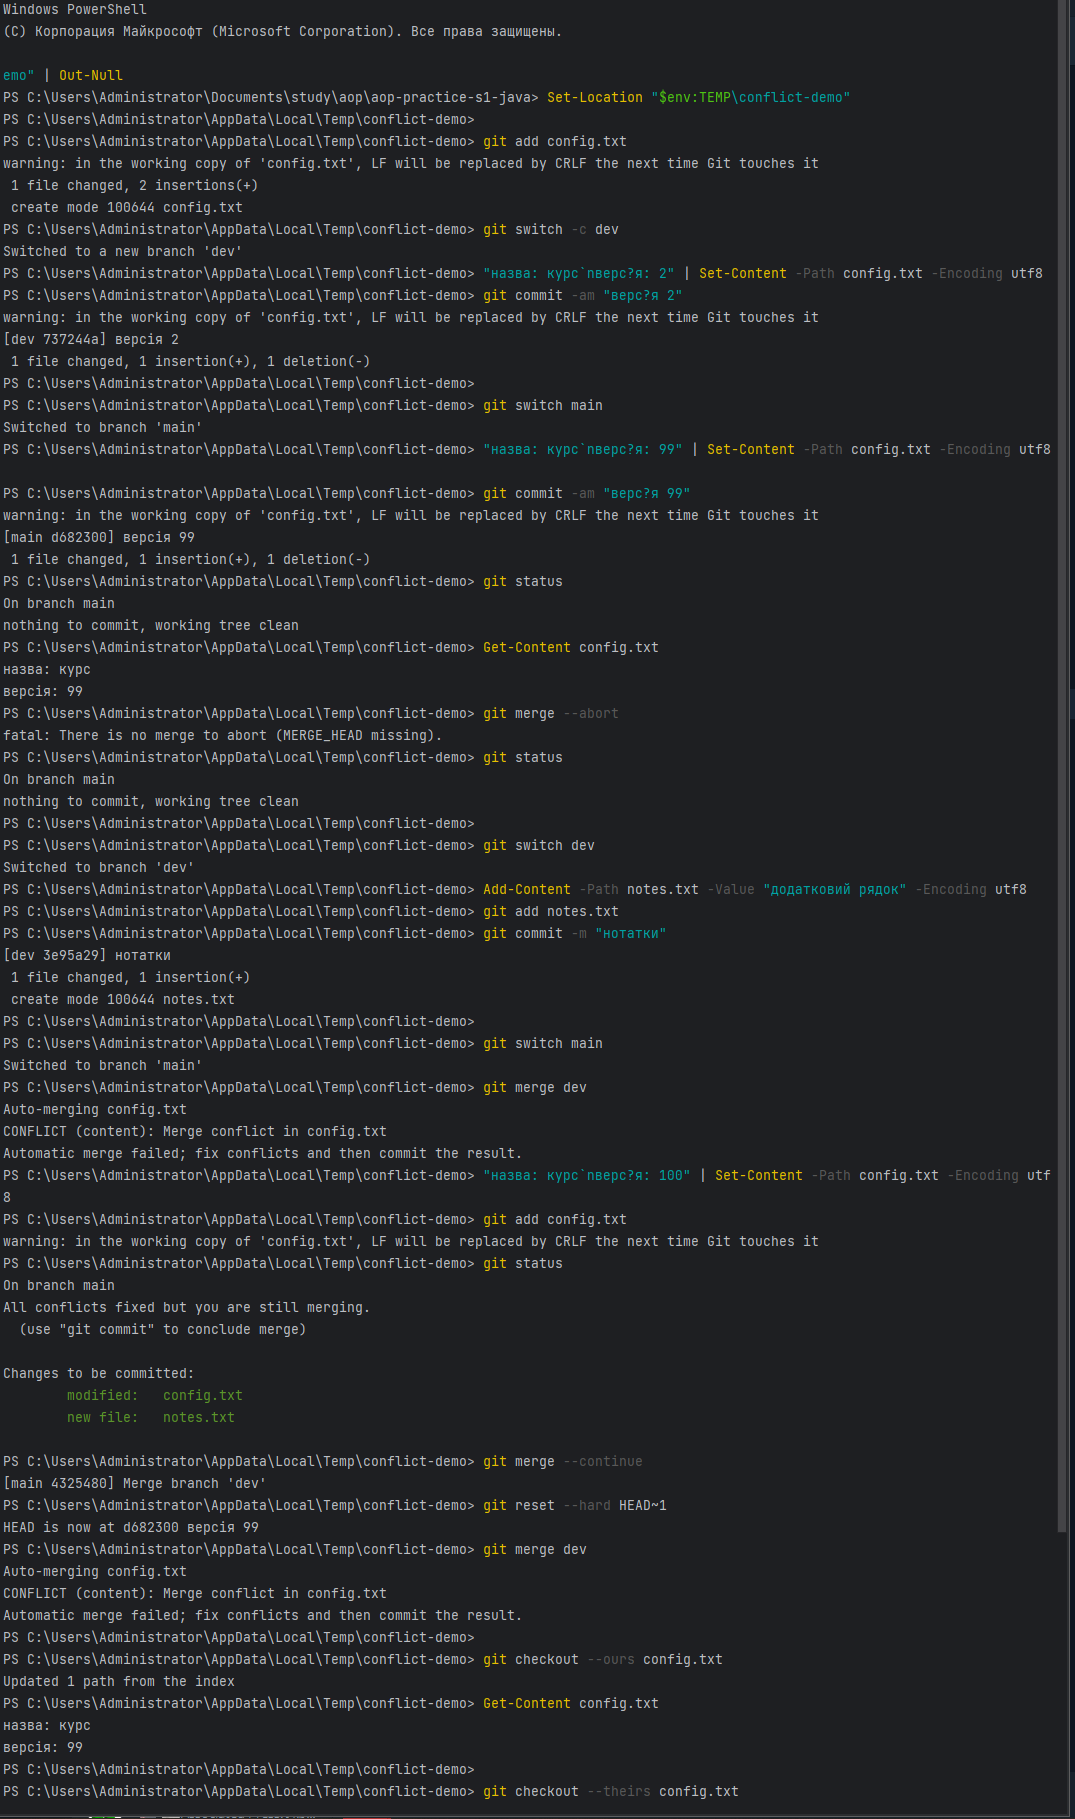 Windows PowerShell
(C) Корпорация Майкрософт (Microsoft Corporation). Все права защищены.
emo" | Out-Null
PS C:\Users\Administrator\Documents\study\aop\aop-practice-s1-java> Set-Location "$env:TEMP\conflict-demo"
PS C:\Users\Administrator\AppData\Local\Temp\conflict-demo>
PS C:\Users\Administrator\AppData\Local\Temp\conflict-demo> git add config.txt
warning: in the working copy of 'config.txt', LF will be replaced by CRLF the next time Git touches it
 1 file changed, 2 insertions(+)
 create mode 100644 config.txt
PS C:\Users\Administrator\AppData\Local\Temp\conflict-demo> git switch -c dev
Switched to a new branch 'dev'
PS C:\Users\Administrator\AppData\Local\Temp\conflict-demo> "назва: курс`nверс?я: 2" | Set-Content -Path config.txt -Encoding utf8
PS C:\Users\Administrator\AppData\Local\Temp\conflict-demo> git commit -am "верс?я 2"
warning: in the working copy of 'config.txt', LF will be replaced by CRLF the next time Git touches it
[dev 737244a] версія 2
 1 file changed, 1 insertion(+), 1 deletion(-)
PS C:\Users\Administrator\AppData\Local\Temp\conflict-demo>
PS C:\Users\Administrator\AppData\Local\Temp\conflict-demo> git switch main
Switched to branch 'main'
PS C:\Users\Administrator\AppData\Local\Temp\conflict-demo> "назва: курс`nверс?я: 99" | Set-Content -Path config.txt -Encoding utf8
PS C:\Users\Administrator\AppData\Local\Temp\conflict-demo> git commit -am "верс?я 99"
warning: in the working copy of 'config.txt', LF will be replaced by CRLF the next time Git touches it
[main d682300] версія 99
 1 file changed, 1 insertion(+), 1 deletion(-)
PS C:\Users\Administrator\AppData\Local\Temp\conflict-demo> git status
On branch main
nothing to commit, working tree clean
PS C:\Users\Administrator\AppData\Local\Temp\conflict-demo> Get-Content config.txt
назва: курс
версія: 99
PS C:\Users\Administrator\AppData\Local\Temp\conflict-demo> git merge --abort
fatal: There is no merge to abort (MERGE_HEAD missing).
PS C:\Users\Administrator\AppData\Local\Temp\conflict-demo> git status
On branch main
nothing to commit, working tree clean
PS C:\Users\Administrator\AppData\Local\Temp\conflict-demo>
PS C:\Users\Administrator\AppData\Local\Temp\conflict-demo> git switch dev
Switched to branch 'dev'
PS C:\Users\Administrator\AppData\Local\Temp\conflict-demo> Add-Content -Path notes.txt -Value "додатковий рядок" -Encoding utf8
PS C:\Users\Administrator\AppData\Local\Temp\conflict-demo> git add notes.txt
PS C:\Users\Administrator\AppData\Local\Temp\conflict-demo> git commit -m "нотатки"
[dev 3e95a29] нотатки
 1 file changed, 1 insertion(+)
 create mode 100644 notes.txt
PS C:\Users\Administrator\AppData\Local\Temp\conflict-demo>
PS C:\Users\Administrator\AppData\Local\Temp\conflict-demo> git switch main
Switched to branch 'main'
PS C:\Users\Administrator\AppData\Local\Temp\conflict-demo> git merge dev
Auto-merging config.txt
CONFLICT (content): Merge conflict in config.txt
Automatic merge failed; fix conflicts and then commit the result.
PS C:\Users\Administrator\AppData\Local\Temp\conflict-demo> "назва: курс`nверс?я: 100" | Set-Content -Path config.txt -Encoding utf
8
PS C:\Users\Administrator\AppData\Local\Temp\conflict-demo> git add config.txt
warning: in the working copy of 'config.txt', LF will be replaced by CRLF the next time Git touches it
PS C:\Users\Administrator\AppData\Local\Temp\conflict-demo> git status
On branch main
All conflicts fixed but you are still merging.
  (use "git commit" to conclude merge)
Changes to be committed:
        modified:   config.txt
        new file:   notes.txt
PS C:\Users\Administrator\AppData\Local\Temp\conflict-demo> git merge --continue
[main 4325480] Merge branch 'dev'
PS C:\Users\Administrator\AppData\Local\Temp\conflict-demo> git reset --hard HEAD~1
HEAD is now at d682300 версія 99
PS C:\Users\Administrator\AppData\Local\Temp\conflict-demo> git merge dev
Auto-merging config.txt
CONFLICT (content): Merge conflict in config.txt
Automatic merge failed; fix conflicts and then commit the result.
PS C:\Users\Administrator\AppData\Local\Temp\conflict-demo>
PS C:\Users\Administrator\AppData\Local\Temp\conflict-demo> git checkout --ours config.txt
Updated 1 path from the index
PS C:\Users\Administrator\AppData\Local\Temp\conflict-demo> Get-Content config.txt
назва: курс
версія: 99
PS C:\Users\Administrator\AppData\Local\Temp\conflict-demo>
PS C:\Users\Administrator\AppData\Local\Temp\conflict-demo> git checkout --theirs config.txt